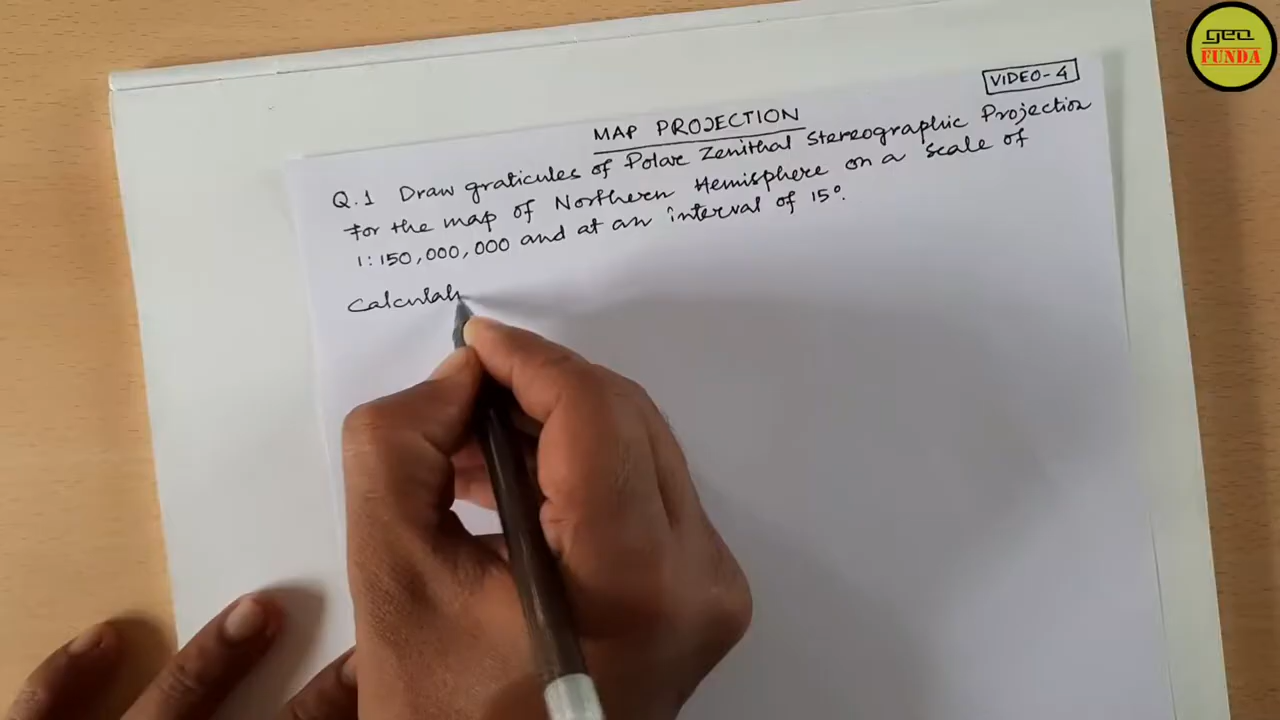 geo
FUNDA
VIDEO-4
MAP PROJECTION
Q.1 Draw graticules of Polar Zenithal Stereographic Projection
for the map of Northern Hemisphere on a scale of
1:150,000,000 and at an interval of 15°.
Calculat